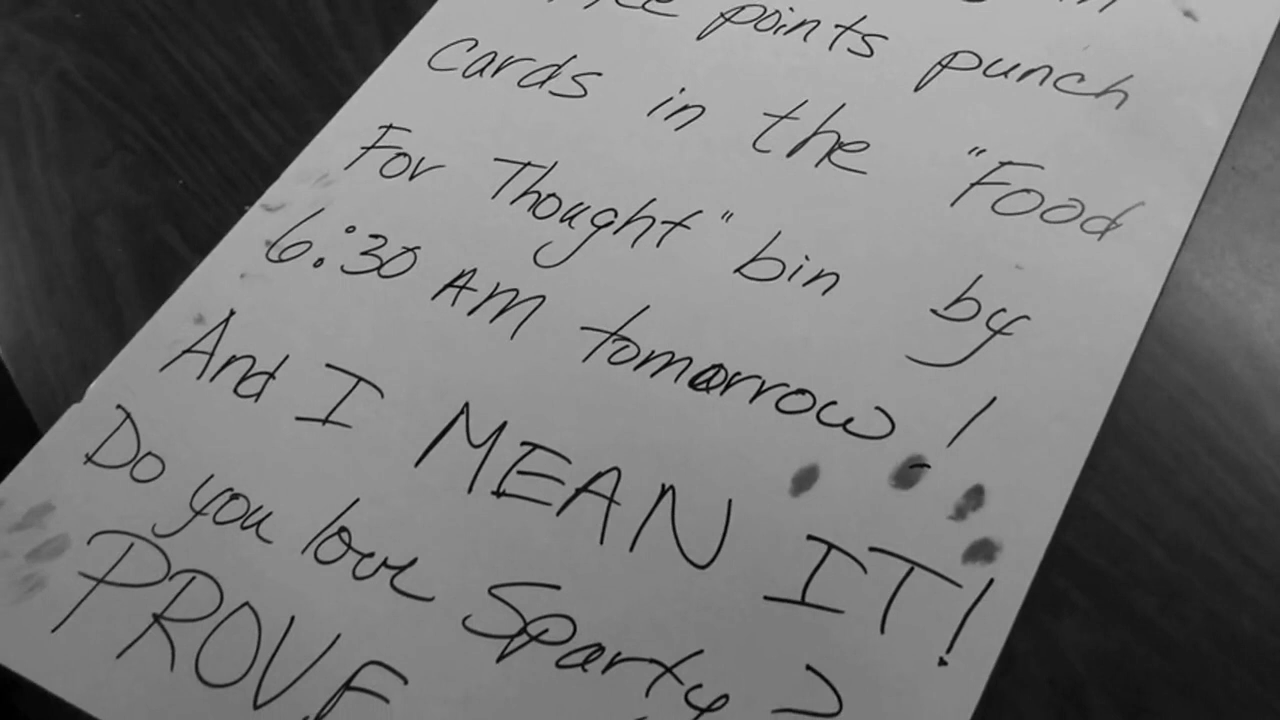 points punch
cards in the "Food
For Thought" bin by
6:30 AM tomorrow!
And I MEAN IT!
Do you love Sparty?
PROVE